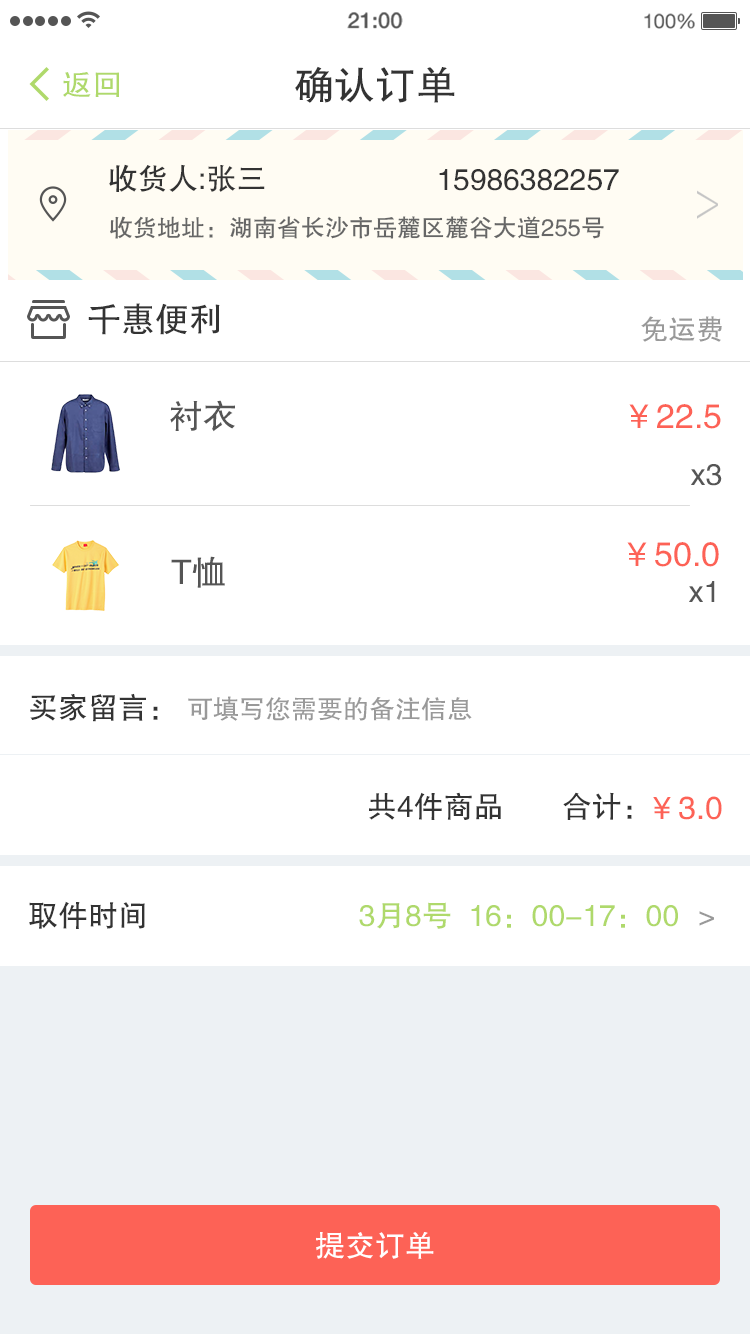 21:00 100%
返回 确认订单
收货人:张三 15986382257
收货地址：湖南省长沙市岳麓区麓谷大道255号 >
千惠便利 免运费
衬衣 ¥22.5
x3
T恤 ¥50.0
x1
买家留言： 可填写您需要的备注信息
共4件商品 合计：¥3.0
取件时间 3月8号 16：00-17：00 >
提交订单